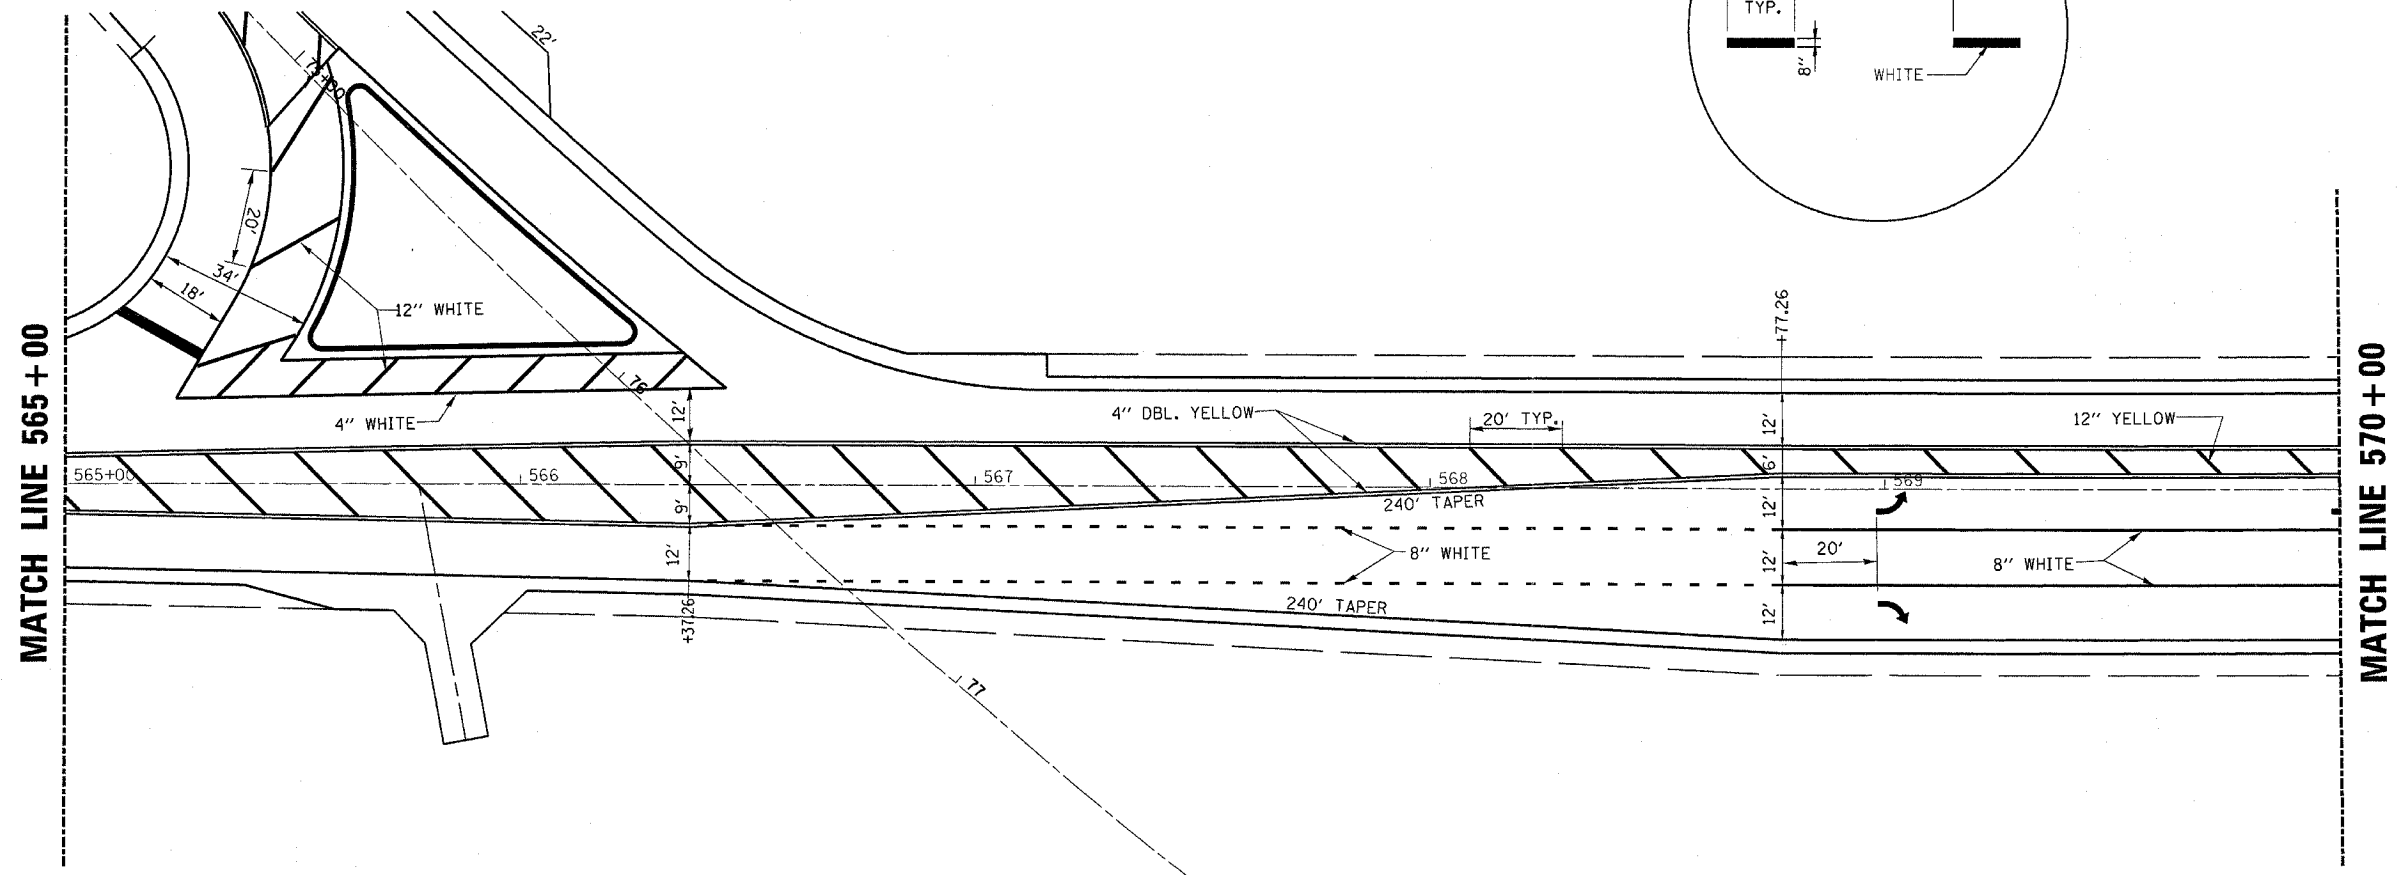 TYP.
8"
WHITE
22'
75+00
20'
34'
18'
12" WHITE
76
4" WHITE
12'
4" DBL. YELLOW
20' TYP.
+77.26
12'
12" YELLOW
565+00
566
9'
567
568
6'
569
9'
240' TAPER
12'
12'
8" WHITE
12'
20'
8" WHITE
+37.26
240' TAPER
12'
77
MATCH LINE 565+00
MATCH LINE 570+00